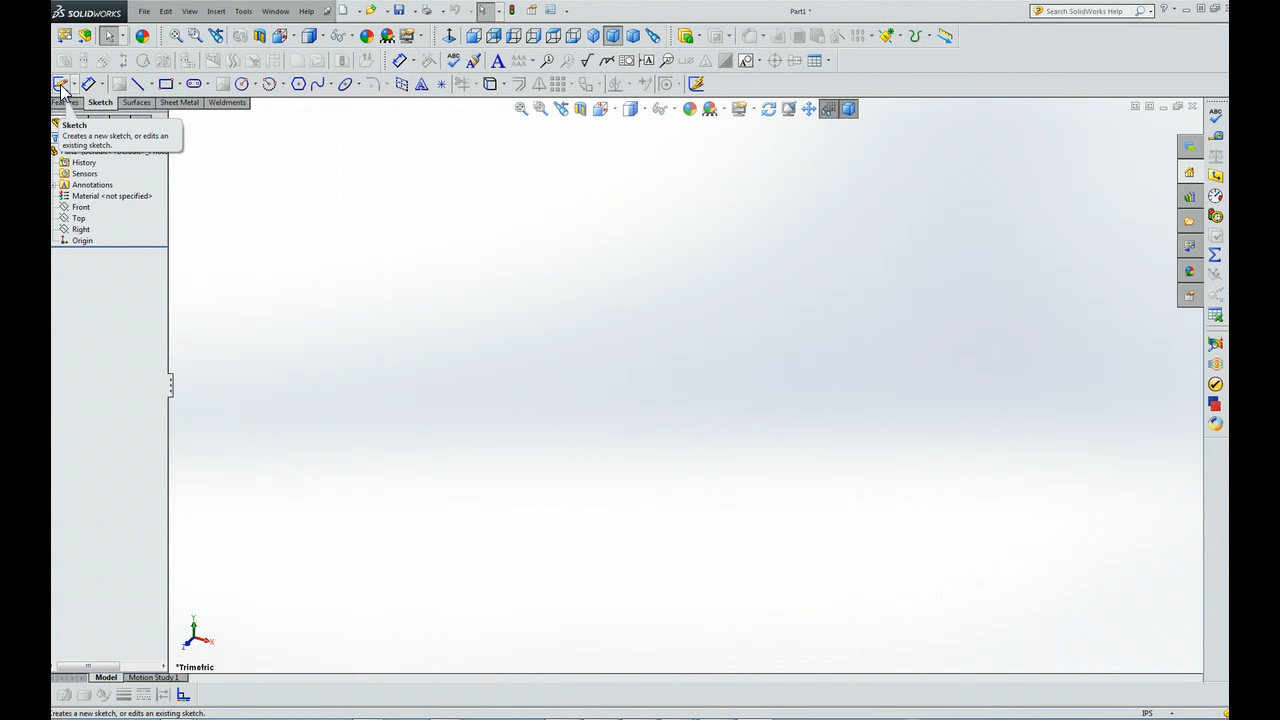 SOLIDWORKS File Edit View Insert Tools Window Help Part1 * Search SolidWorks Help
Features Sketch Surfaces Sheet Metal Weldments
Sketch
Creates a new sketch, or edits an
existing sketch.
History
Sensors
Annotations
Material <not specified>
Front
Top
Right
Origin
Y
X
Z
*Trimetric
Model Motion Study 1
Creates a new sketch, or edits an existing sketch. IPS